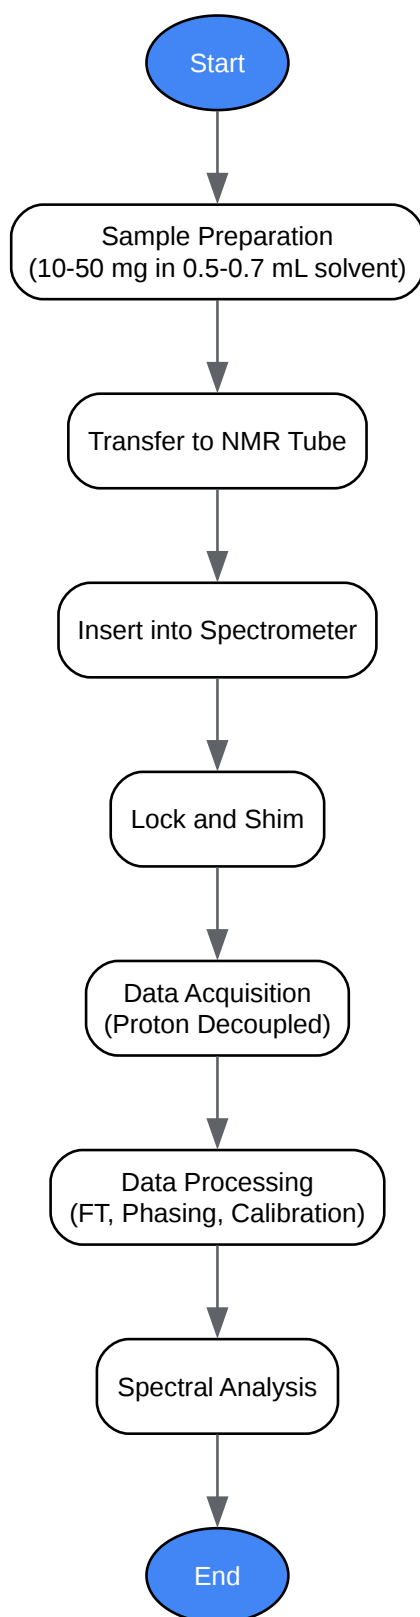 Start
Sample Preparation
(10-50 mg in 0.5-0.7 mL solvent)
Transfer to NMR Tube
Insert into Spectrometer
Lock and Shim
Data Acquisition
(Proton Decoupled)
Data Processing
(FT, Phasing, Calibration)
Spectral Analysis
End